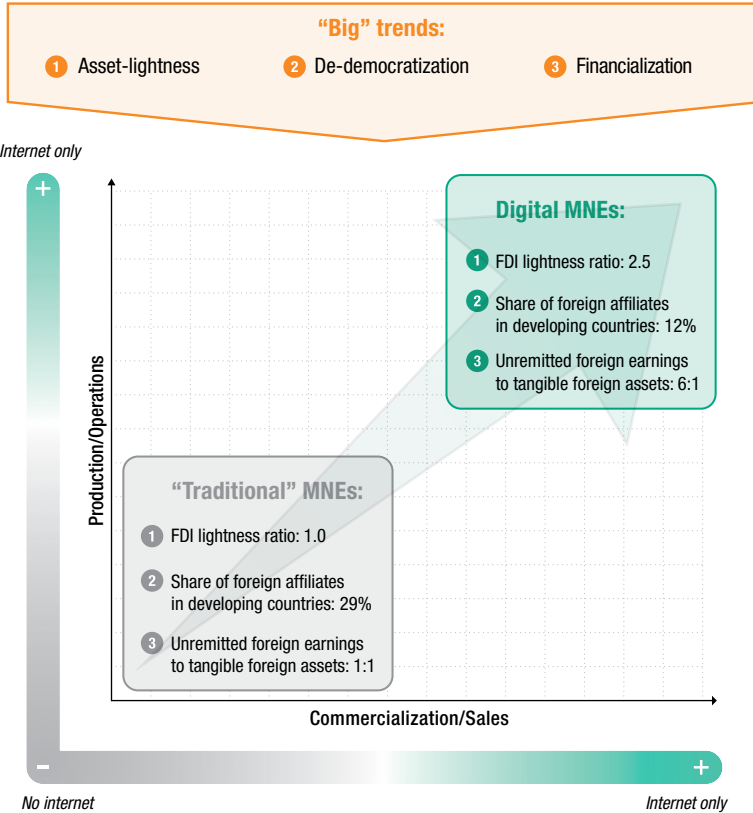 “Big” trends:
1 Asset-lightness 2 De-democratization 3 Financialization
Internet only
+
Production/Operations
Digital MNEs:
1 FDI lightness ratio: 2.5
2 Share of foreign affiliates
in developing countries: 12%
3 Unremitted foreign earnings
to tangible foreign assets: 6:1
“Traditional” MNEs:
1 FDI lightness ratio: 1.0
2 Share of foreign affiliates
in developing countries: 29%
3 Unremitted foreign earnings
to tangible foreign assets: 1:1
Commercialization/Sales
– +
No internet Internet only